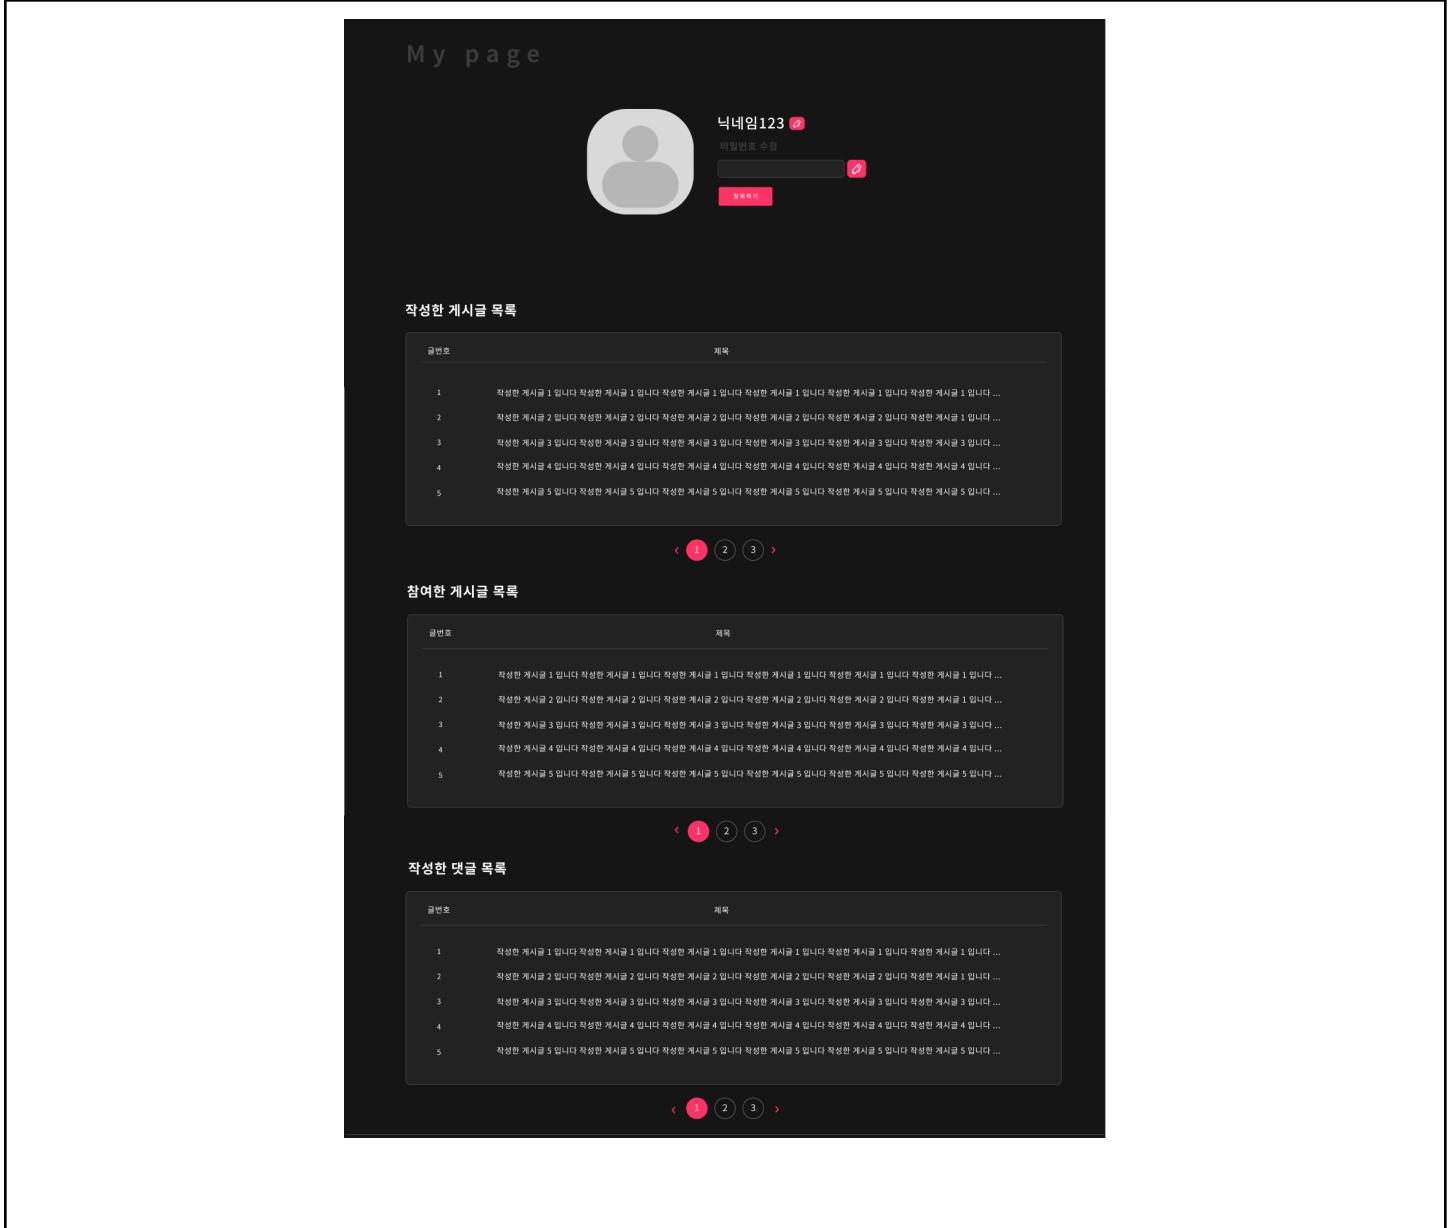 My page
닉네임123
비밀번호 수정
탈퇴하기
작성한 게시글 목록
글번호 제목
1 작성한 게시글 1 입니다 작성한 게시글 1 입니다 작성한 게시글 1 입니다 작성한 게시글 1 입니다 작성한 게시글 1 입니다 작성한 게시글 1 입니다 ...
2 작성한 게시글 2 입니다 작성한 게시글 2 입니다 작성한 게시글 2 입니다 작성한 게시글 2 입니다 작성한 게시글 2 입니다 작성한 게시글 1 입니다 ...
3 작성한 게시글 3 입니다 작성한 게시글 3 입니다 작성한 게시글 3 입니다 작성한 게시글 3 입니다 작성한 게시글 3 입니다 작성한 게시글 3 입니다 ...
4 작성한 게시글 4 입니다 작성한 게시글 4 입니다 작성한 게시글 4 입니다 작성한 게시글 4 입니다 작성한 게시글 4 입니다 작성한 게시글 4 입니다 ...
5 작성한 게시글 5 입니다 작성한 게시글 5 입니다 작성한 게시글 5 입니다 작성한 게시글 5 입니다 작성한 게시글 5 입니다 작성한 게시글 5 입니다 ...
‹ 1 2 3 ›
참여한 게시글 목록
글번호 제목
1 작성한 게시글 1 입니다 작성한 게시글 1 입니다 작성한 게시글 1 입니다 작성한 게시글 1 입니다 작성한 게시글 1 입니다 작성한 게시글 1 입니다 ...
2 작성한 게시글 2 입니다 작성한 게시글 2 입니다 작성한 게시글 2 입니다 작성한 게시글 2 입니다 작성한 게시글 2 입니다 작성한 게시글 1 입니다 ...
3 작성한 게시글 3 입니다 작성한 게시글 3 입니다 작성한 게시글 3 입니다 작성한 게시글 3 입니다 작성한 게시글 3 입니다 작성한 게시글 3 입니다 ...
4 작성한 게시글 4 입니다 작성한 게시글 4 입니다 작성한 게시글 4 입니다 작성한 게시글 4 입니다 작성한 게시글 4 입니다 작성한 게시글 4 입니다 ...
5 작성한 게시글 5 입니다 작성한 게시글 5 입니다 작성한 게시글 5 입니다 작성한 게시글 5 입니다 작성한 게시글 5 입니다 작성한 게시글 5 입니다 ...
‹ 1 2 3 ›
작성한 댓글 목록
글번호 제목
1 작성한 게시글 1 입니다 작성한 게시글 1 입니다 작성한 게시글 1 입니다 작성한 게시글 1 입니다 작성한 게시글 1 입니다 작성한 게시글 1 입니다 ...
2 작성한 게시글 2 입니다 작성한 게시글 2 입니다 작성한 게시글 2 입니다 작성한 게시글 2 입니다 작성한 게시글 2 입니다 작성한 게시글 1 입니다 ...
3 작성한 게시글 3 입니다 작성한 게시글 3 입니다 작성한 게시글 3 입니다 작성한 게시글 3 입니다 작성한 게시글 3 입니다 작성한 게시글 3 입니다 ...
4 작성한 게시글 4 입니다 작성한 게시글 4 입니다 작성한 게시글 4 입니다 작성한 게시글 4 입니다 작성한 게시글 4 입니다 작성한 게시글 4 입니다 ...
5 작성한 게시글 5 입니다 작성한 게시글 5 입니다 작성한 게시글 5 입니다 작성한 게시글 5 입니다 작성한 게시글 5 입니다 작성한 게시글 5 입니다 ...
‹ 1 2 3 ›